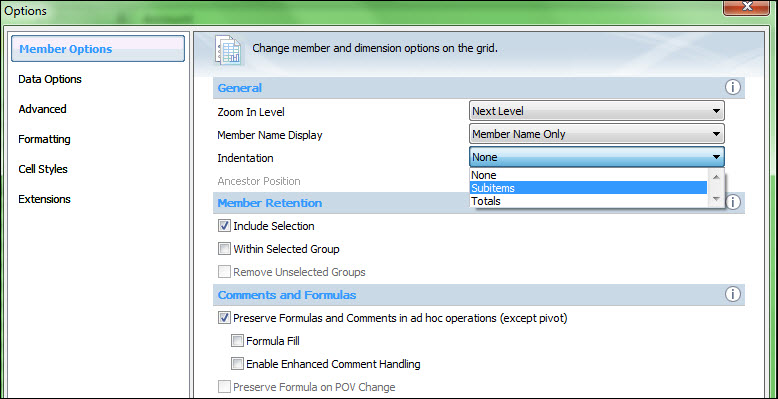 Options
Member Options
Data Options
Advanced
Formatting
Cell Styles
Extensions
Change member and dimension options on the grid.
General
Zoom In Level
Next Level
Member Name Display
Member Name Only
Indentation
None
None
Subitems
Totals
Ancestor Position
Member Retention
Include Selection
Within Selected Group
Remove Unselected Groups
Comments and Formulas
Preserve Formulas and Comments in ad hoc operations (except pivot)
Formula Fill
Enable Enhanced Comment Handling
Preserve Formula on POV Change